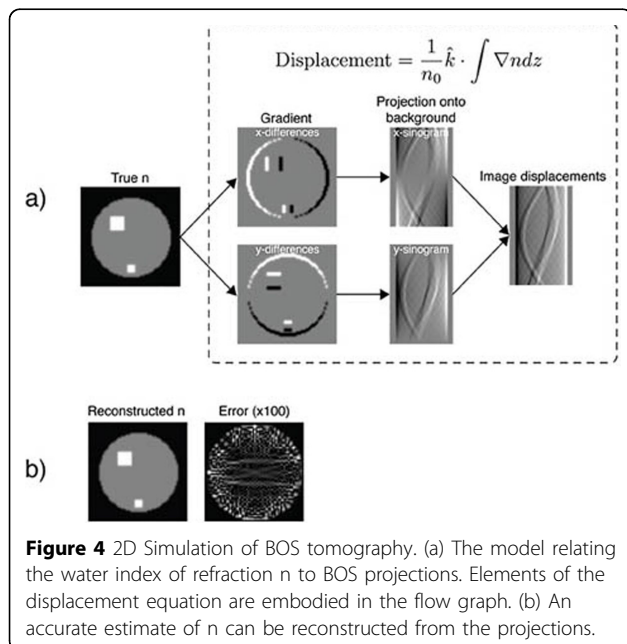 Displacement = 1/n₀ k̂ · ∫ ∇ndz
Gradient
x-differences
Projection onto
background
x-sinogram
True n
Image displacements
a)
y-differences
y-sinogram
Reconstructed n
Error (x100)
b)
Figure 4 2D Simulation of BOS tomography. (a) The model relating
the water index of refraction n to BOS projections. Elements of the
displacement equation are embodied in the flow graph. (b) An
accurate estimate of n can be reconstructed from the projections.